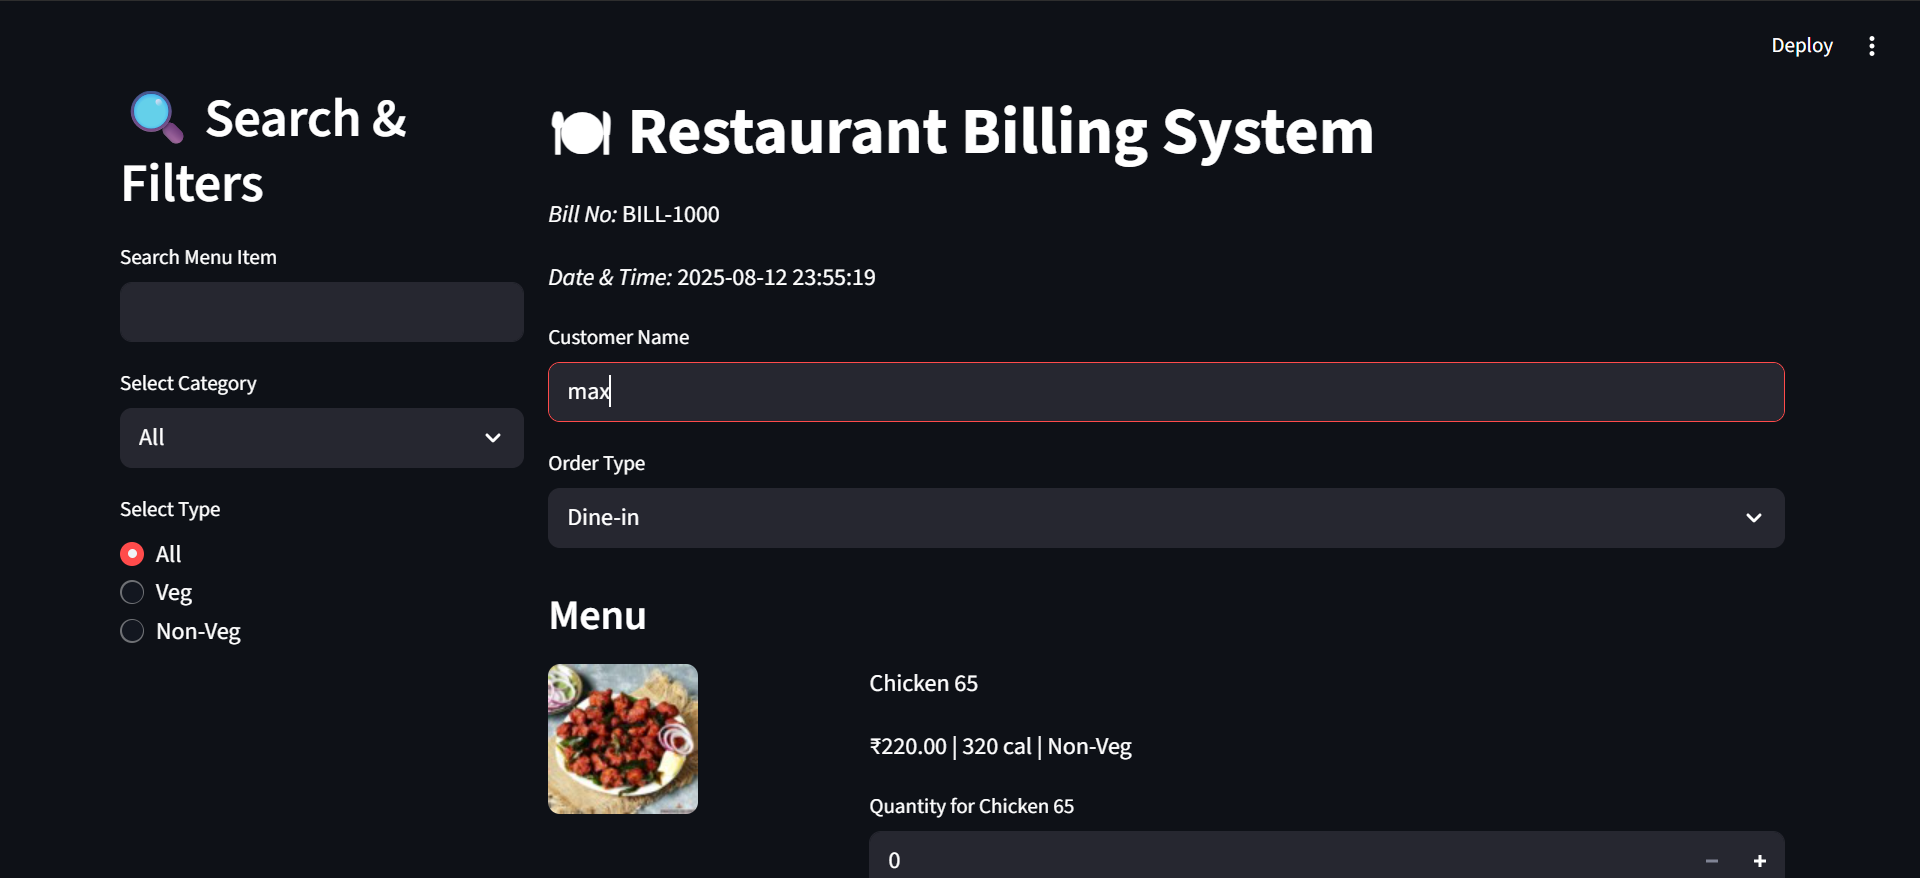 Deploy
Search &
Filters
Search Menu Item
Select Category
All
Select Type
All
Veg
Non-Veg
Restaurant Billing System
Bill No: BILL-1000
Date & Time: 2025-08-12 23:55:19
Customer Name
max
Order Type
Dine-in
Menu
Chicken 65
₹220.00 | 320 cal | Non-Veg
Quantity for Chicken 65
0